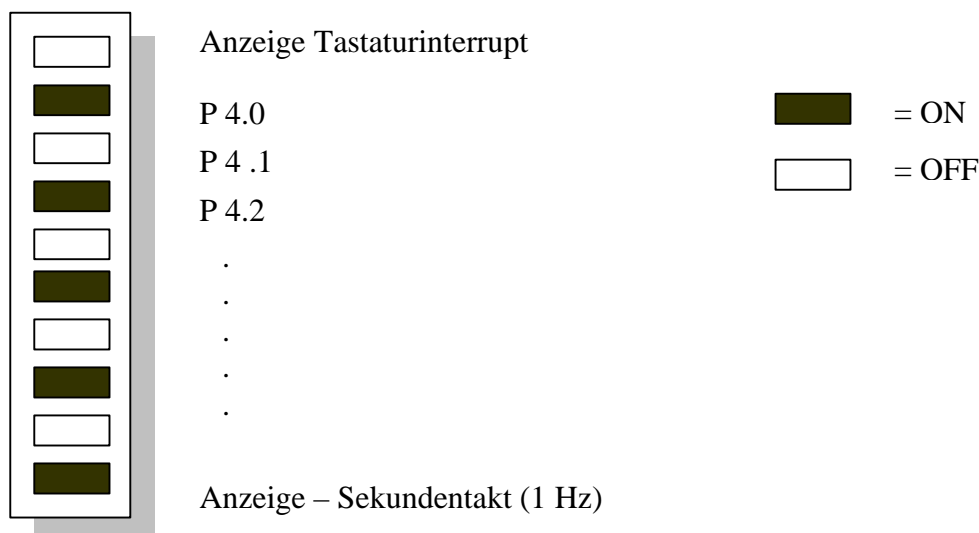 Anzeige Tastaturinterrupt
P 4.0
= ON
P 4 .1
= OFF
P 4.2
.
.
.
.
.
Anzeige – Sekundentakt (1 Hz)